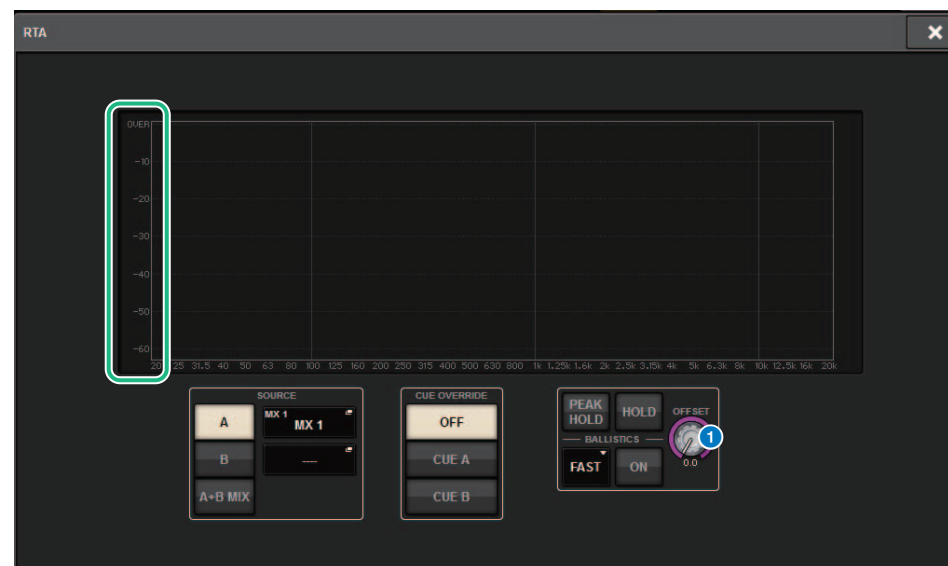 RTA
OVER
-10
-20
-30
-40
-50
-60
20 25 31.5 40 50 63 80 100 125 160 200 250 315 400 500 630 800 1k 1.25k 1.6k 2k 2.5k 3.15k 4k 5k 6.3k 8k 10k 12.5k 16k 20k
SOURCE
A
MX 1
MX 1
B
----
A+B MIX
CUE OVERRIDE
OFF
CUE A
CUE B
PEAK HOLD
HOLD
OFFSET
1
BALLISTICS
FAST
ON
0.0